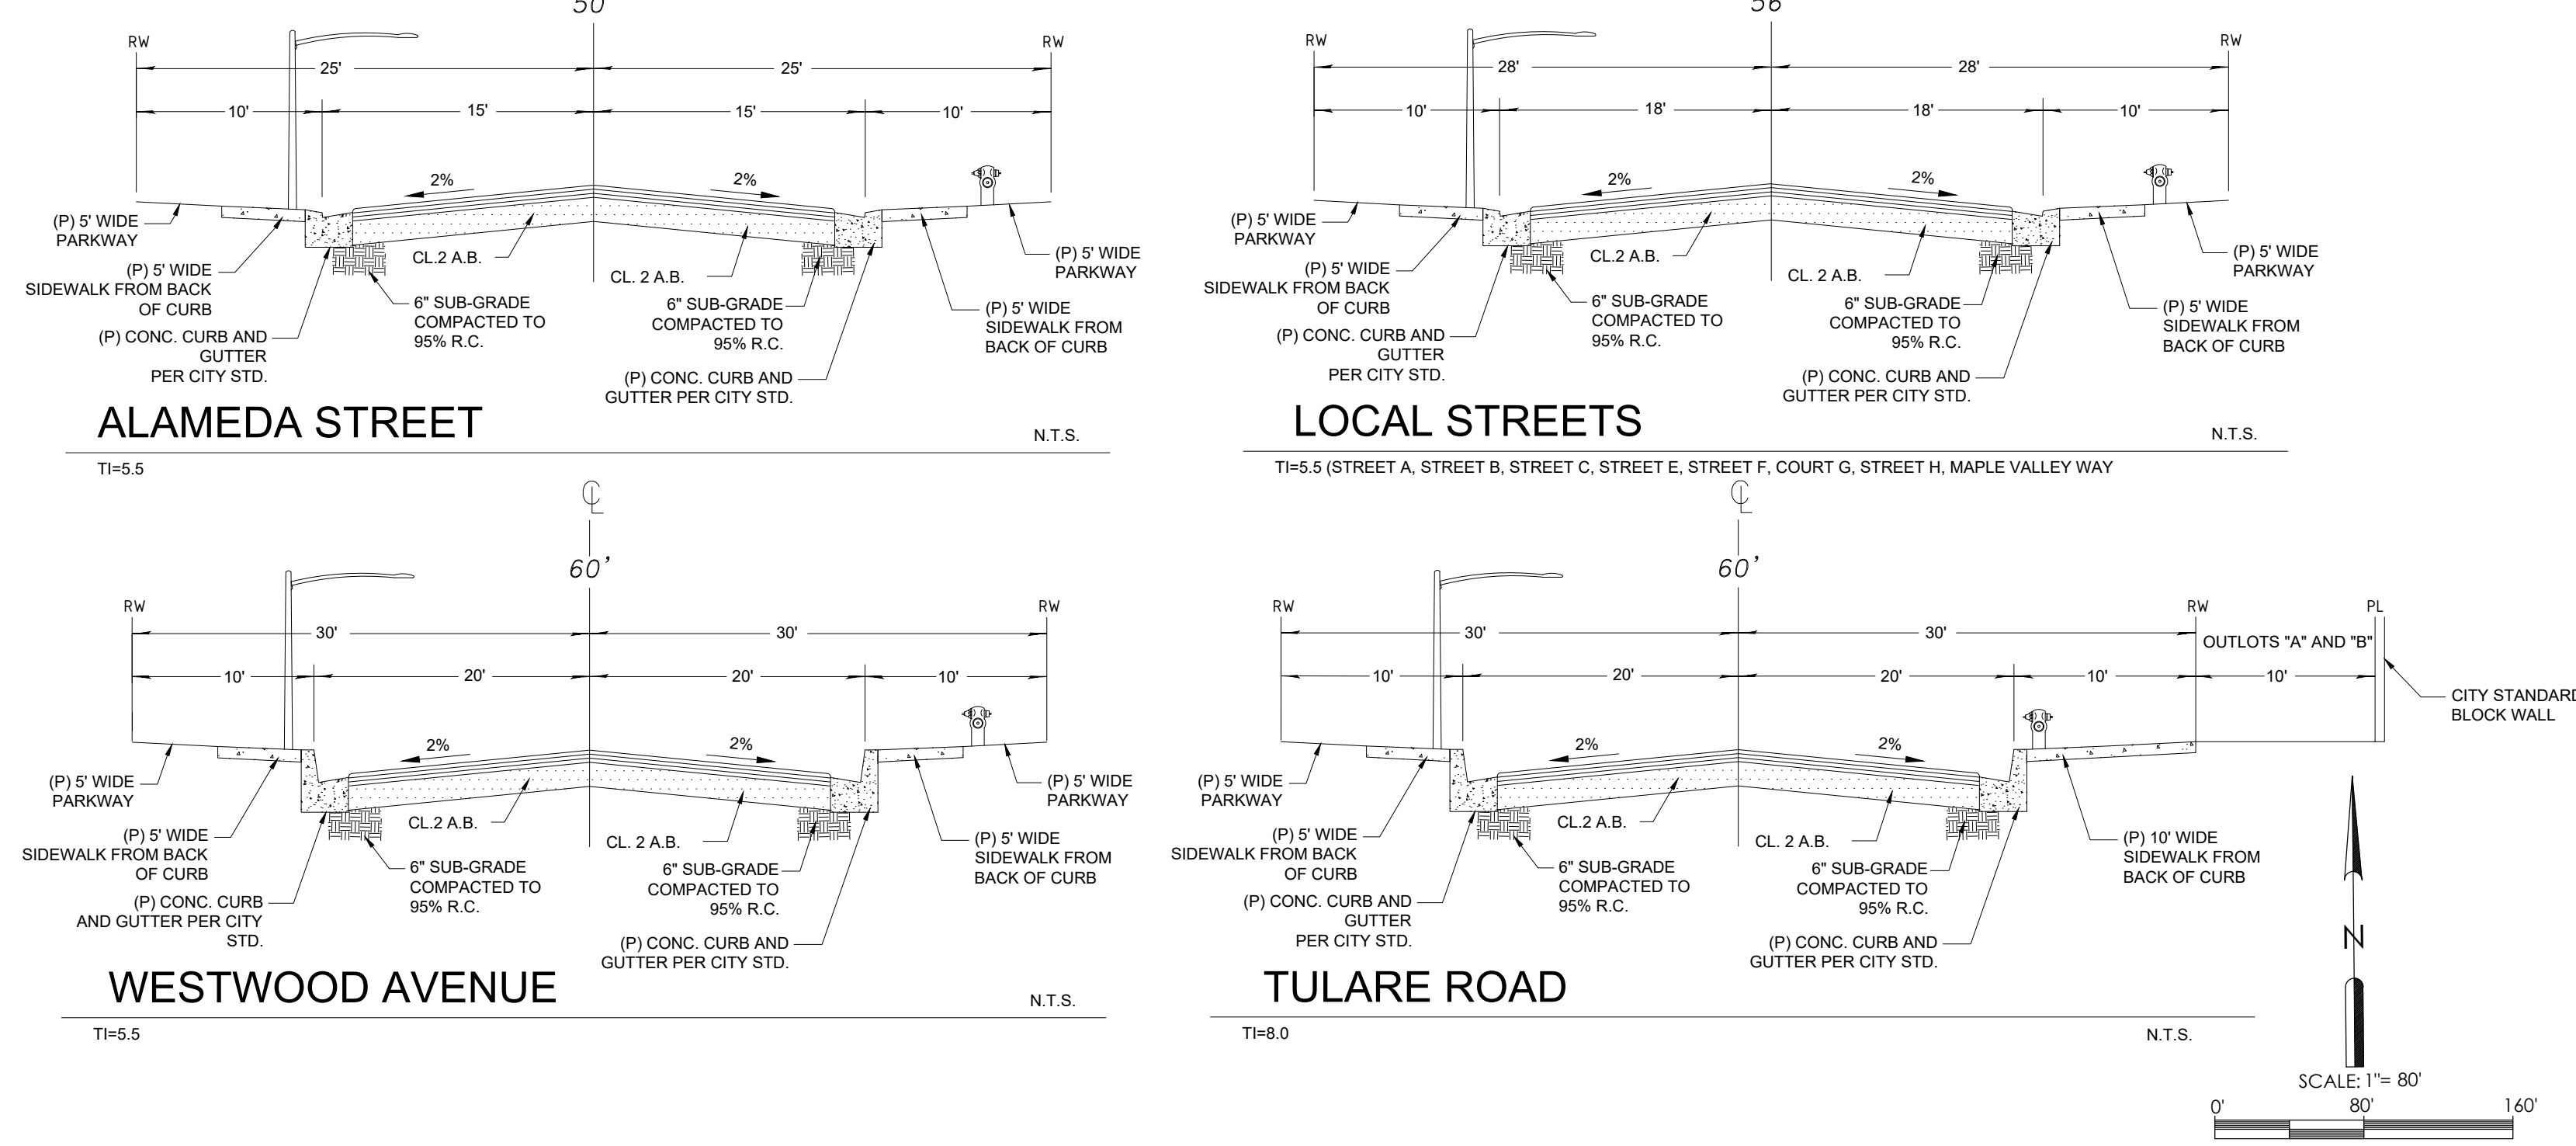 50
RW
RW
25'
25'
10'
15'
15'
10'
2%
2%
(P) 5' WIDE
PARKWAY
(P) 5' WIDE
SIDEWALK FROM BACK
OF CURB
(P) CONC. CURB AND
GUTTER
PER CITY STD.
CL.2 A.B.
6" SUB-GRADE
COMPACTED TO
95% R.C.
CL. 2 A.B.
6" SUB-GRADE
COMPACTED TO
95% R.C.
(P) CONC. CURB AND
GUTTER PER CITY STD.
(P) 5' WIDE
PARKWAY
(P) 5' WIDE
SIDEWALK FROM
BACK OF CURB
ALAMEDA STREET
N.T.S.
TI=5.5
56
RW
RW
28'
28'
10'
18'
18'
10'
2%
2%
(P) 5' WIDE
PARKWAY
(P) 5' WIDE
SIDEWALK FROM BACK
OF CURB
(P) CONC. CURB AND
GUTTER
PER CITY STD.
CL.2 A.B.
6" SUB-GRADE
COMPACTED TO
95% R.C.
CL. 2 A.B.
6" SUB-GRADE
COMPACTED TO
95% R.C.
(P) CONC. CURB AND
GUTTER PER CITY STD.
(P) 5' WIDE
PARKWAY
(P) 5' WIDE
SIDEWALK FROM
BACK OF CURB
LOCAL STREETS
N.T.S.
TI=5.5 (STREET A, STREET B, STREET C, STREET E, STREET F, COURT G, STREET H, MAPLE VALLEY WAY
CL
60'
RW
RW
30'
30'
10'
20'
20'
10'
2%
2%
(P) 5' WIDE
PARKWAY
(P) 5' WIDE
SIDEWALK FROM BACK
OF CURB
(P) CONC. CURB
AND GUTTER PER CITY
STD.
CL.2 A.B.
6" SUB-GRADE
COMPACTED TO
95% R.C.
CL. 2 A.B.
6" SUB-GRADE
COMPACTED TO
95% R.C.
(P) CONC. CURB AND
GUTTER PER CITY STD.
(P) 5' WIDE
PARKWAY
(P) 5' WIDE
SIDEWALK FROM
BACK OF CURB
WESTWOOD AVENUE
N.T.S.
TI=5.5
CL
60'
RW
RW
PL
30'
30'
OUTLOTS "A" AND "B"
10'
20'
20'
10'
10'
CITY STANDARD
BLOCK WALL
2%
2%
(P) 5' WIDE
PARKWAY
(P) 5' WIDE
SIDEWALK FROM BACK
OF CURB
(P) CONC. CURB AND
GUTTER
PER CITY STD.
CL.2 A.B.
6" SUB-GRADE
COMPACTED TO
95% R.C.
CL. 2 A.B.
6" SUB-GRADE
COMPACTED TO
95% R.C.
(P) CONC. CURB AND
GUTTER PER CITY STD.
(P) 10' WIDE
SIDEWALK FROM
BACK OF CURB
TULARE ROAD
TI=8.0
N.T.S.
N
SCALE: 1"= 80'
0'
80'
160'